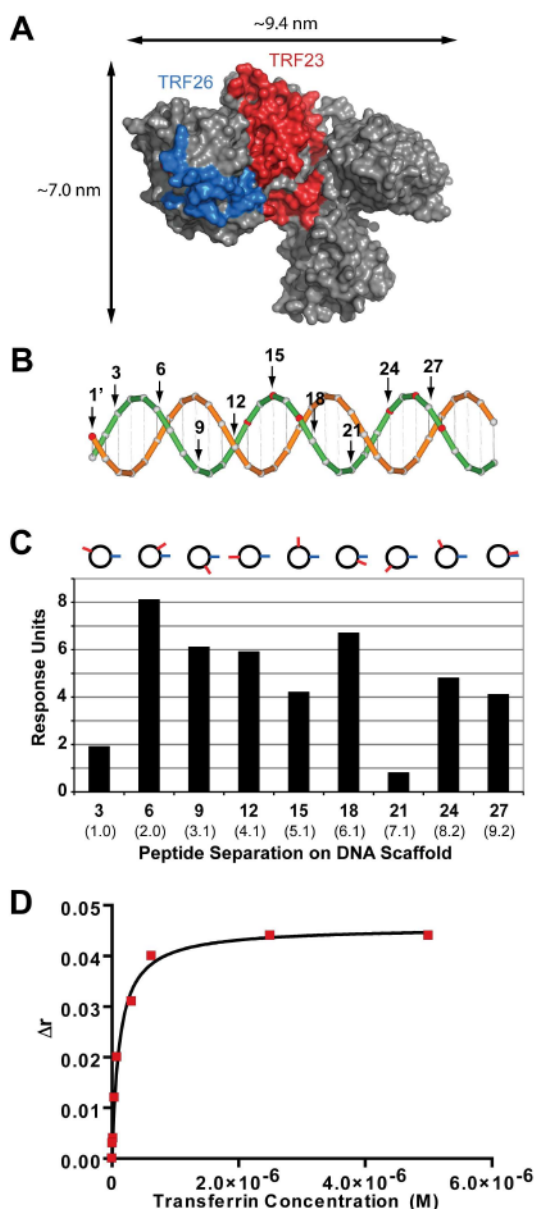 A
~9.4 nm
TRF23
TRF26
~7.0 nm
B
1' 3 6 9 12 15 18 21 24 27
C
Response Units
8
6
4
2
0
3 6 9 12 15 18 21 24 27
(1.0) (2.0) (3.1) (4.1) (5.1) (6.1) (7.1) (8.2) (9.2)
Peptide Separation on DNA Scaffold
D
Δr
0.05
0.04
0.03
0.02
0.01
0.00
0 2.0×10⁻⁶ 4.0×10⁻⁶ 6.0×10⁻⁶
Transferrin Concentration (M)